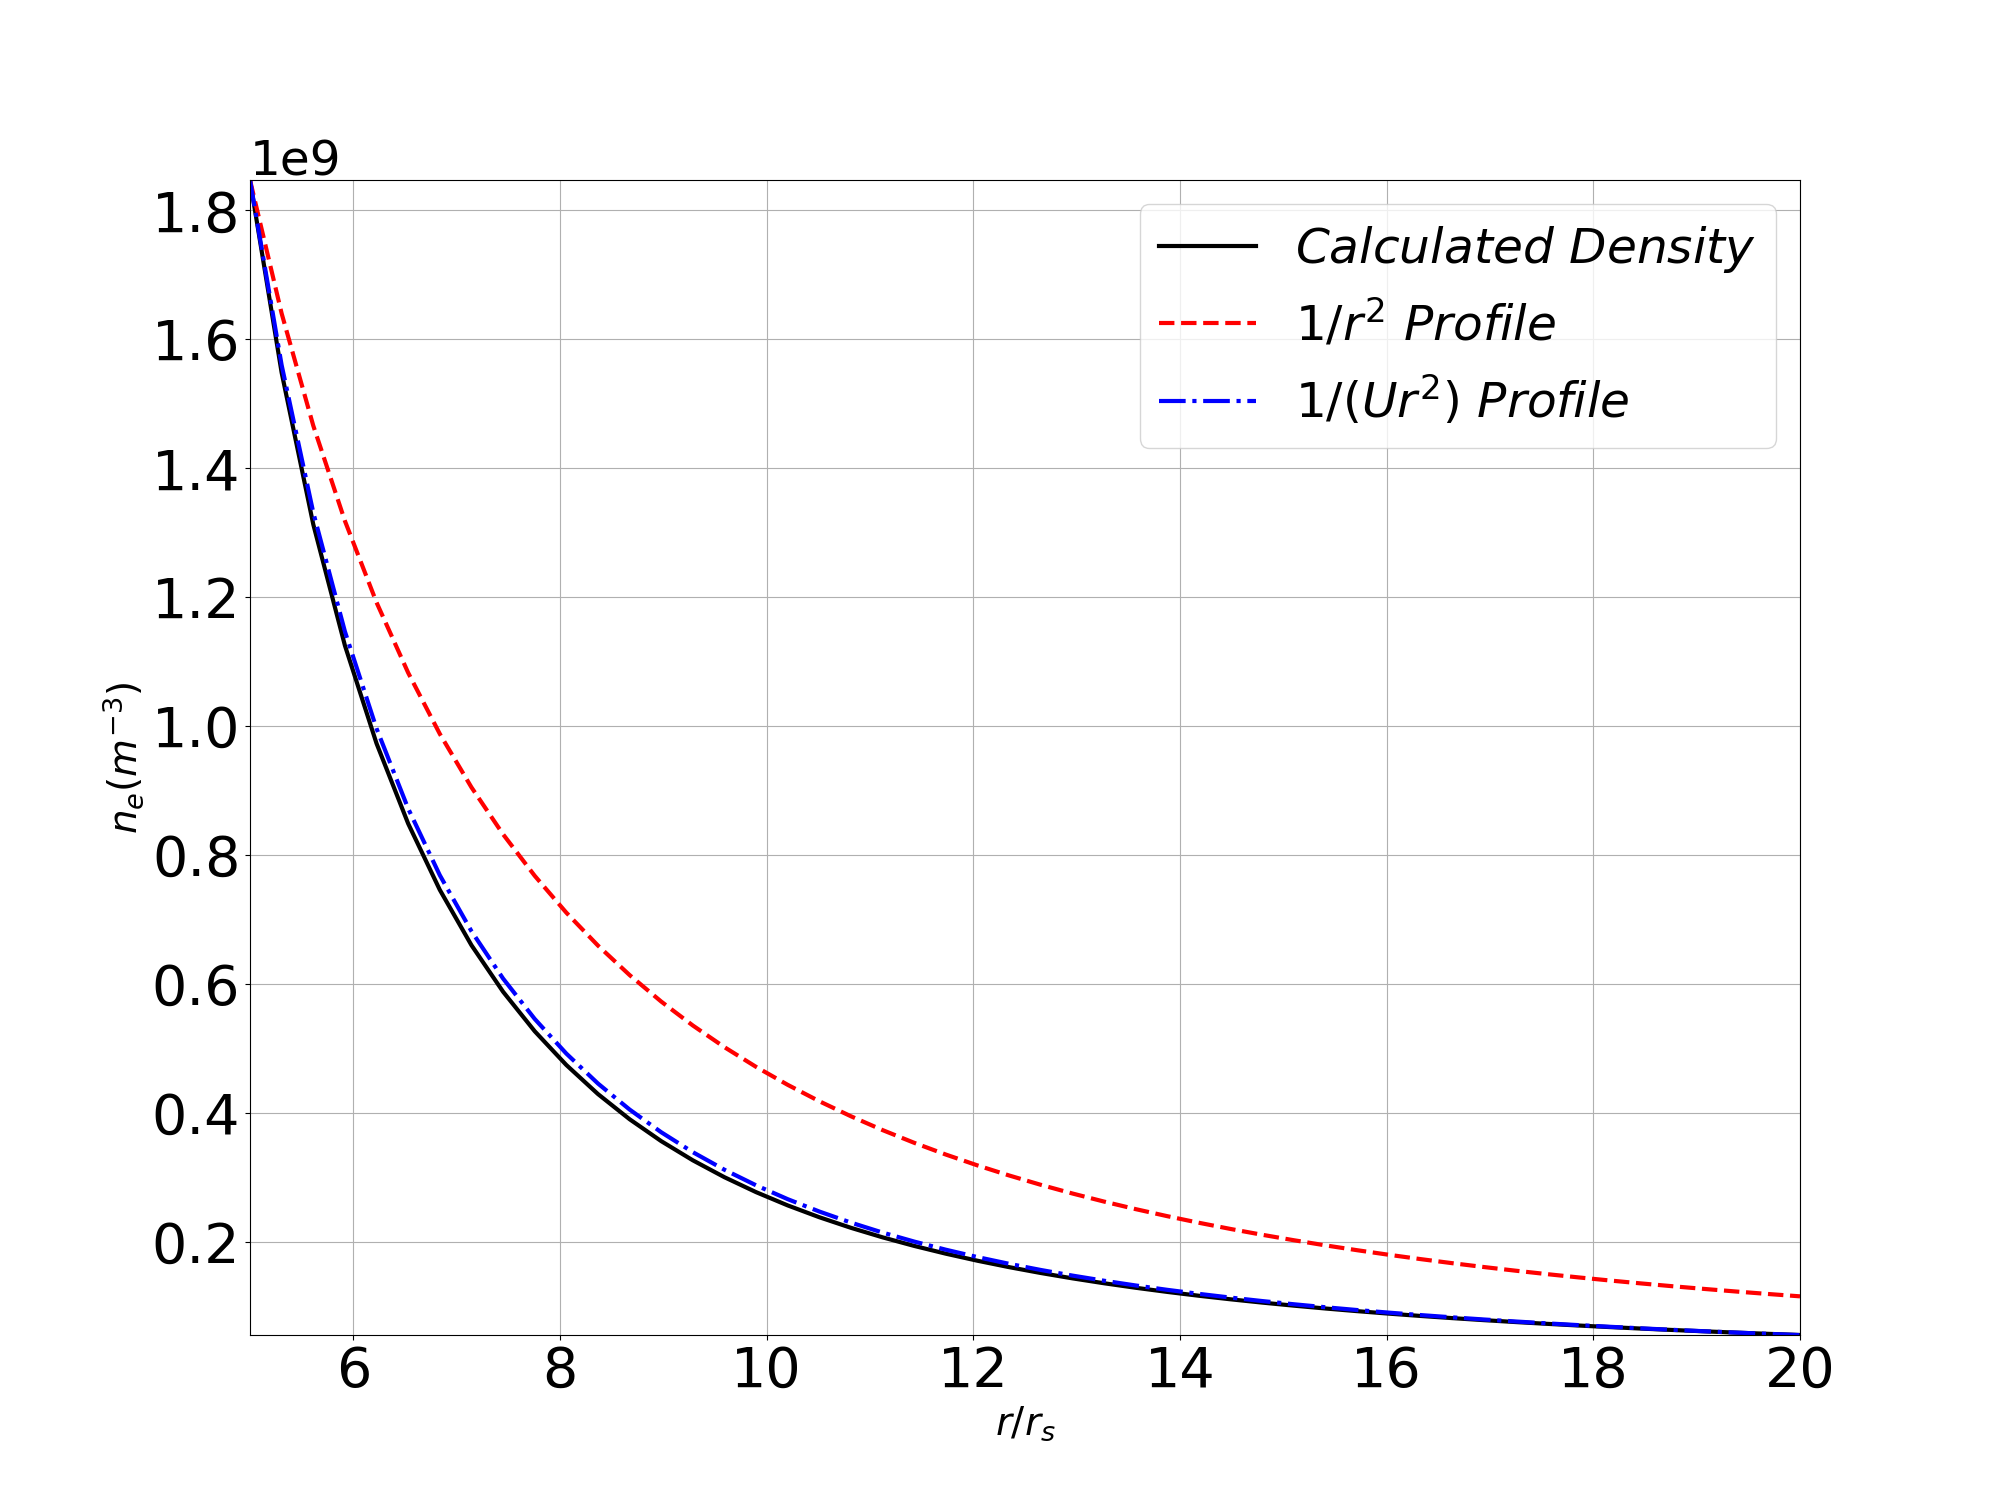 1e9
1.8
1.6
1.4
1.2
1.0
0.8
0.6
0.4
0.2
n_e(m^{-3})
Calculated Density
1/r^2 Profile
1/(Ur^2) Profile
6 8 10 12 14 16 18 20
r/r_s